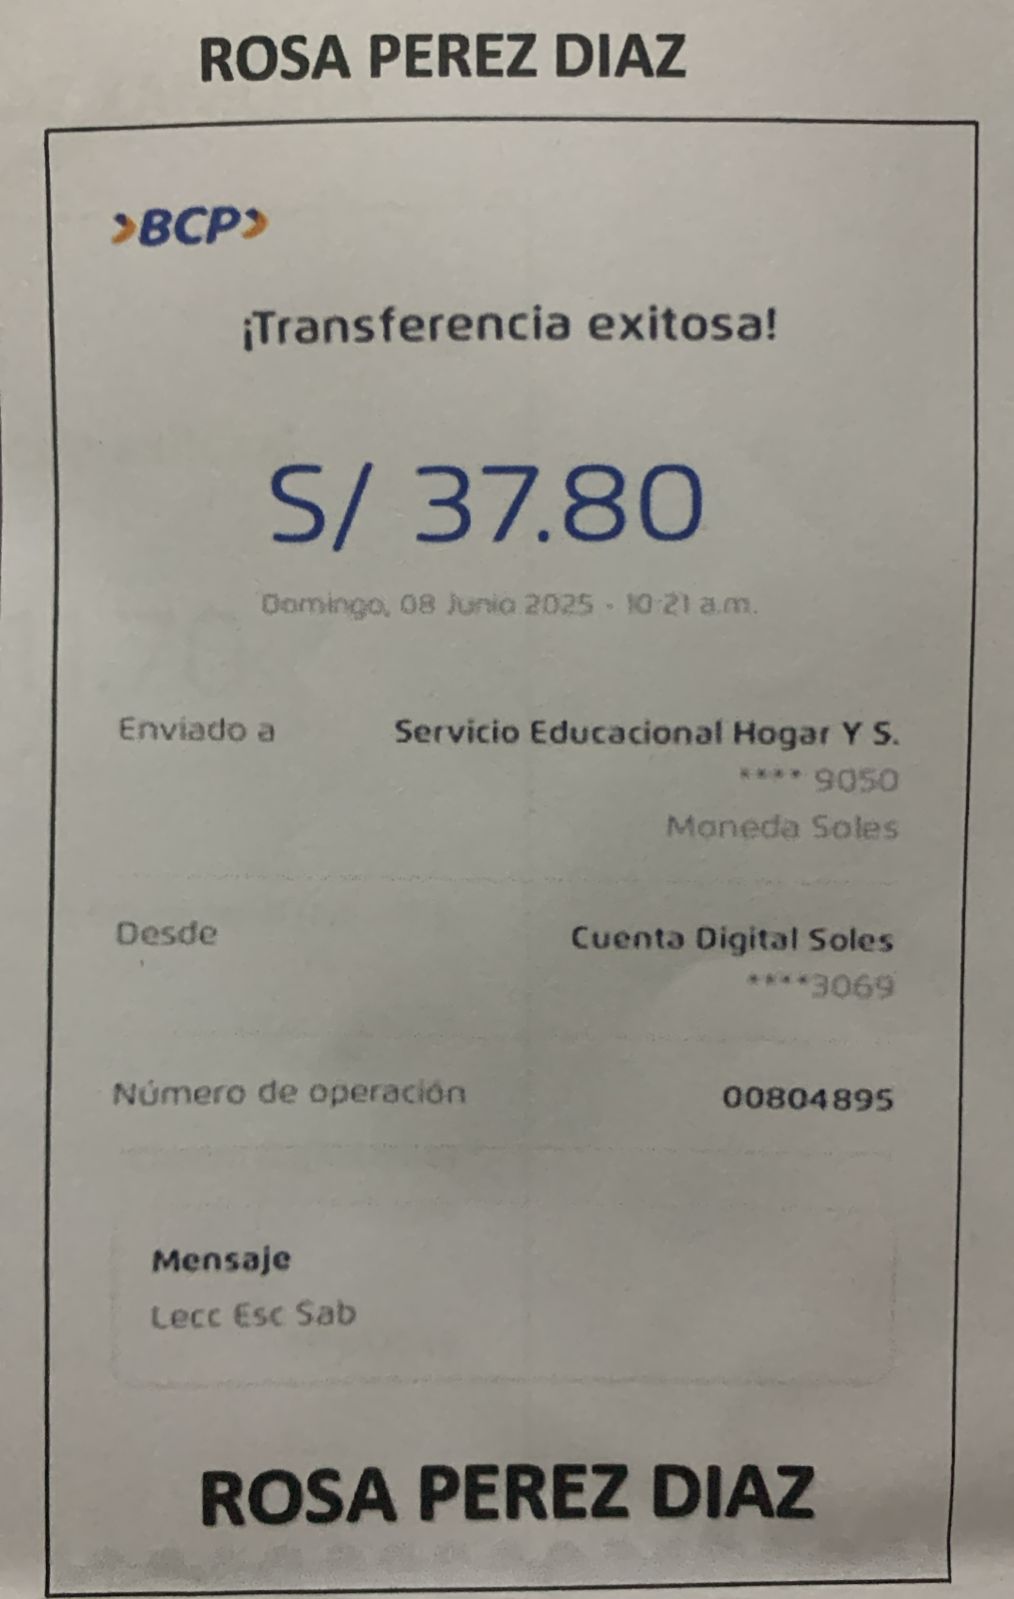 ROSA PEREZ DIAZ
BCP
¡Transferencia exitosa!
S/ 37.80
Domingo, 08 Junio 2025 - 10:21 a.m.
Enviado a Servicio Educacional Hogar Y S.
**** 9050
Moneda Soles
Desde Cuenta Digital Soles
****3069
Número de operación 00804895
Mensaje
Lecc Esc Sab
ROSA PEREZ DIAZ